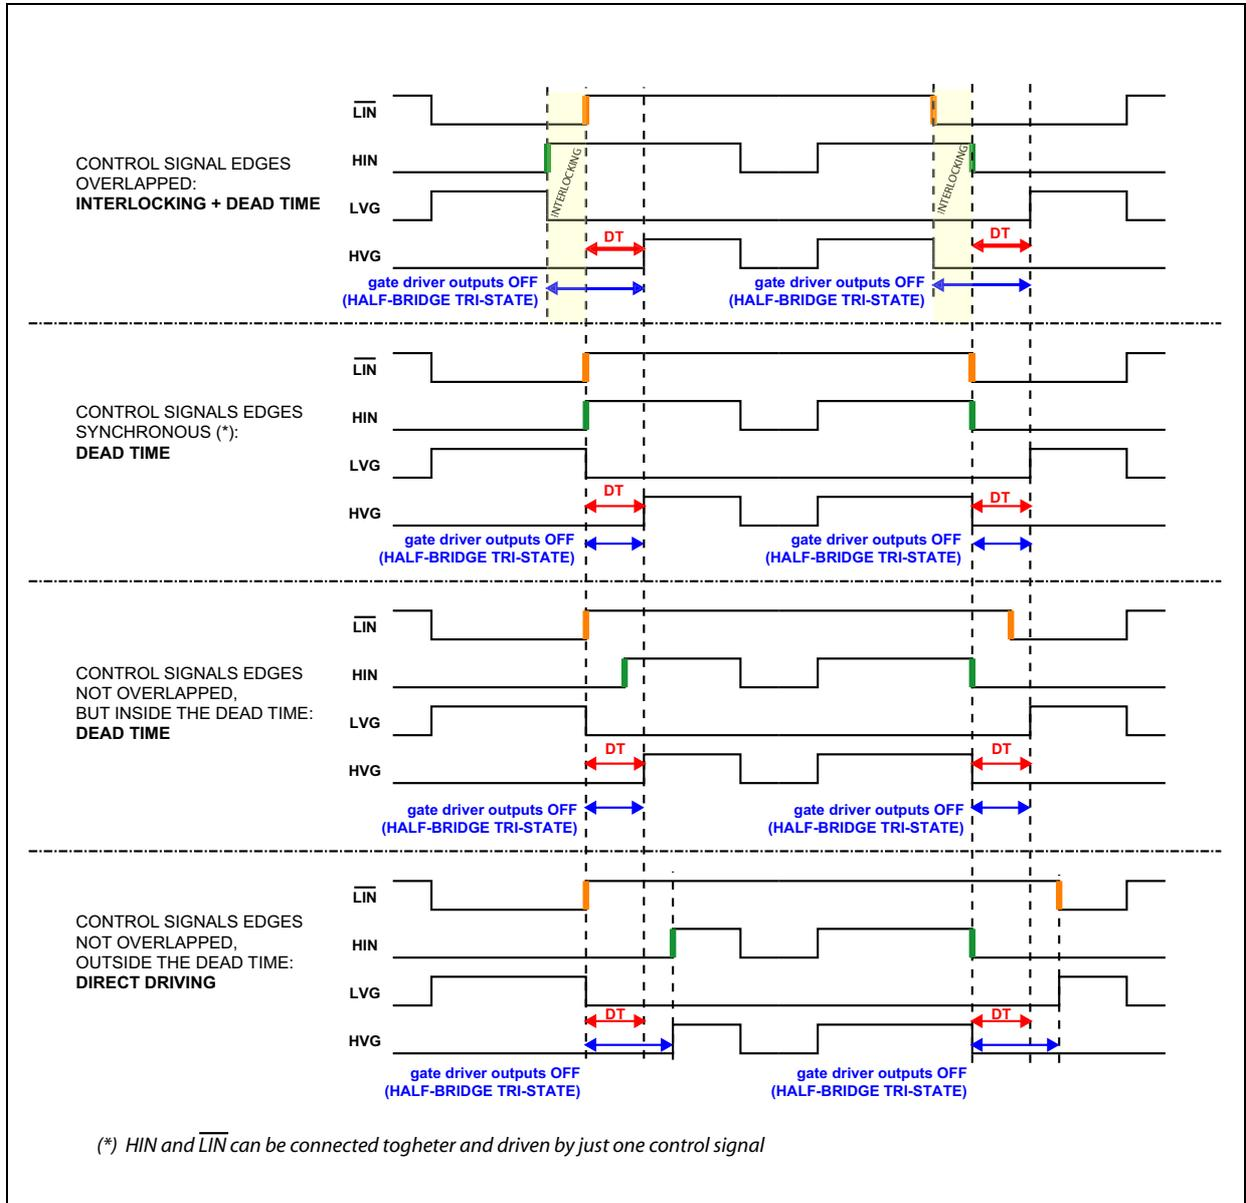 LIN
HIN
LVG
HVG
CONTROL SIGNAL EDGES
OVERLAPPED:
INTERLOCKING + DEAD TIME
INTERLOCKING
INTERLOCKING
DT
DT
gate driver outputs OFF
(HALF-BRIDGE TRI-STATE)
gate driver outputs OFF
(HALF-BRIDGE TRI-STATE)
LIN
HIN
LVG
HVG
CONTROL SIGNALS EDGES
SYNCHRONOUS (*):
DEAD TIME
DT
DT
gate driver outputs OFF
(HALF-BRIDGE TRI-STATE)
gate driver outputs OFF
(HALF-BRIDGE TRI-STATE)
LIN
HIN
LVG
HVG
CONTROL SIGNALS EDGES
NOT OVERLAPPED,
BUT INSIDE THE DEAD TIME:
DEAD TIME
DT
DT
gate driver outputs OFF
(HALF-BRIDGE TRI-STATE)
gate driver outputs OFF
(HALF-BRIDGE TRI-STATE)
LIN
HIN
LVG
HVG
CONTROL SIGNALS EDGES
NOT OVERLAPPED,
OUTSIDE THE DEAD TIME:
DIRECT DRIVING
DT
DT
gate driver outputs OFF
(HALF-BRIDGE TRI-STATE)
gate driver outputs OFF
(HALF-BRIDGE TRI-STATE)
(*) HIN and LIN can be connected togheter and driven by just one control signal